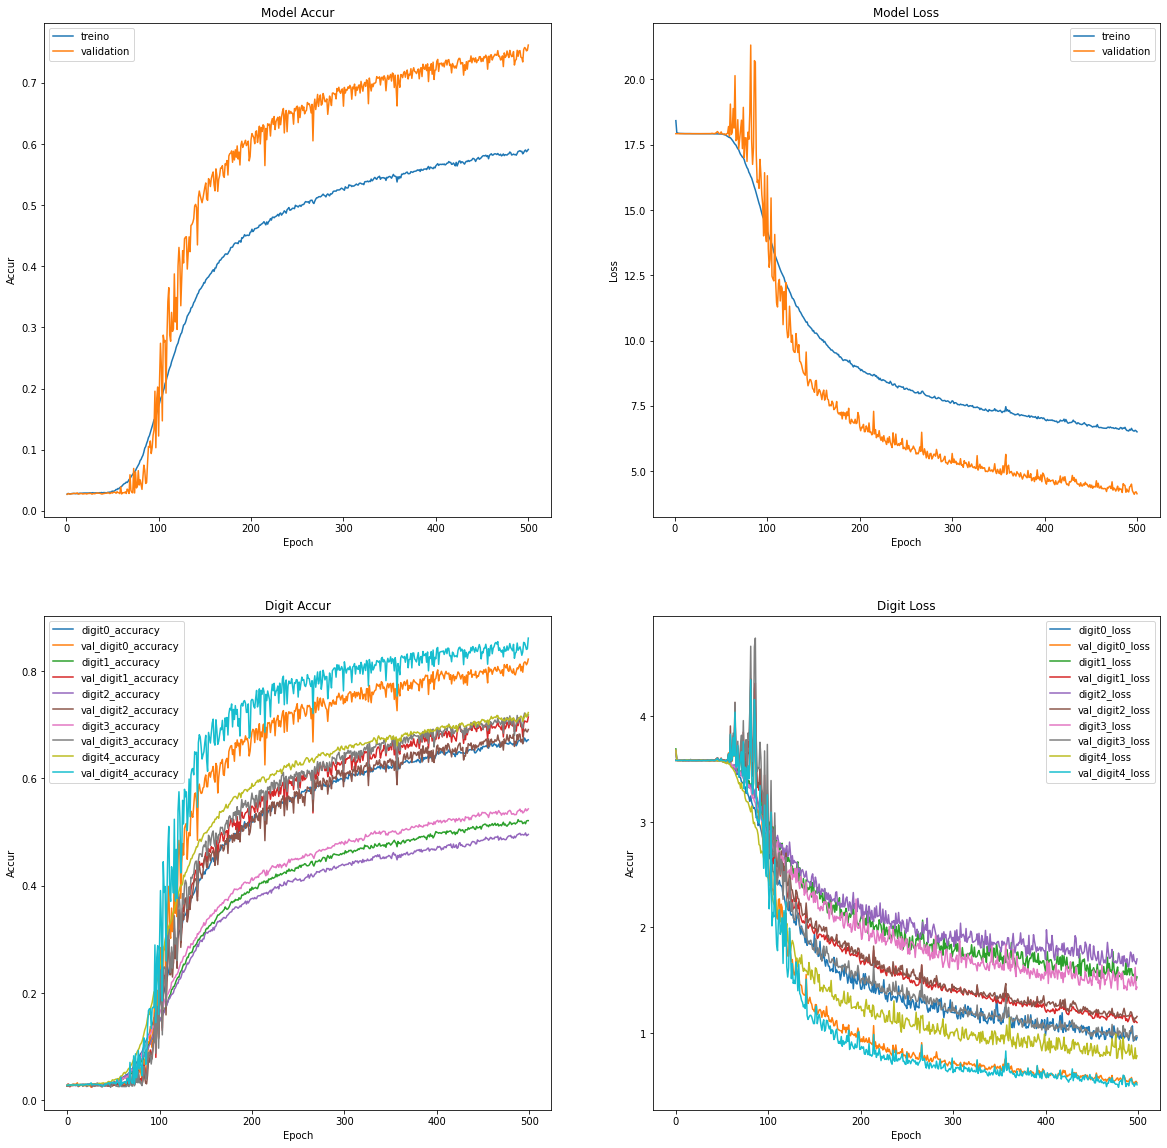 Model Accur
treino
validation
0.7
0.6
0.5
0.4
0.3
0.2
0.1
0.0
Accur
0
100
200
300
400
500
Epoch
Model Loss
treino
validation
20.0
17.5
15.0
12.5
10.0
7.5
5.0
Loss
0
100
200
300
400
500
Epoch
Digit Accur
digit0_accuracy
val_digit0_accuracy
digit1_accuracy
val_digit1_accuracy
digit2_accuracy
val_digit2_accuracy
digit3_accuracy
val_digit3_accuracy
digit4_accuracy
val_digit4_accuracy
0.8
0.6
0.4
0.2
0.0
Accur
0
100
200
300
400
500
Epoch
Digit Loss
digit0_loss
val_digit0_loss
digit1_loss
val_digit1_loss
digit2_loss
val_digit2_loss
digit3_loss
val_digit3_loss
digit4_loss
val_digit4_loss
4
3
2
1
Accur
0
100
200
300
400
500
Epoch